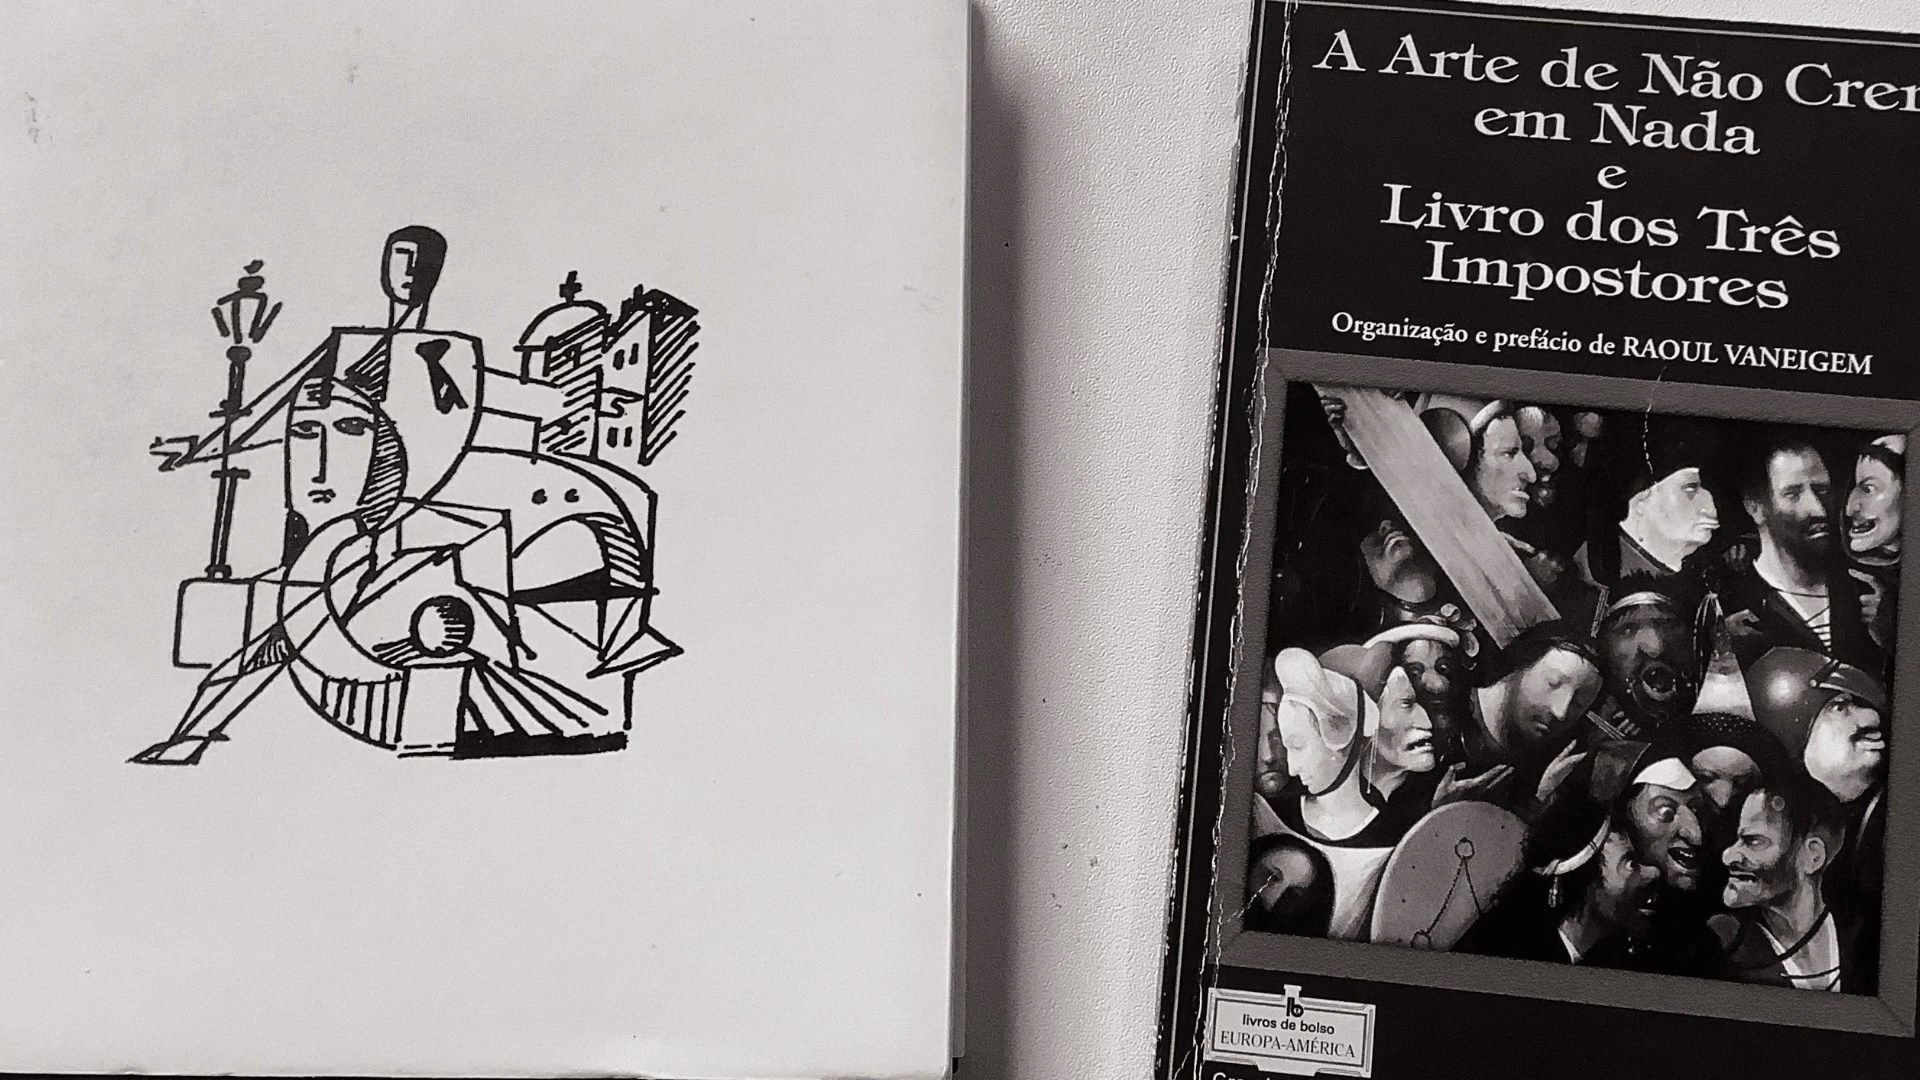 A Arte de Não Crer
em Nada
e
Livro dos Três
Impostores
Organização e prefácio de RAOUL VANEIGEM
lb
livros de bolso
EUROPA-AMÉRICA